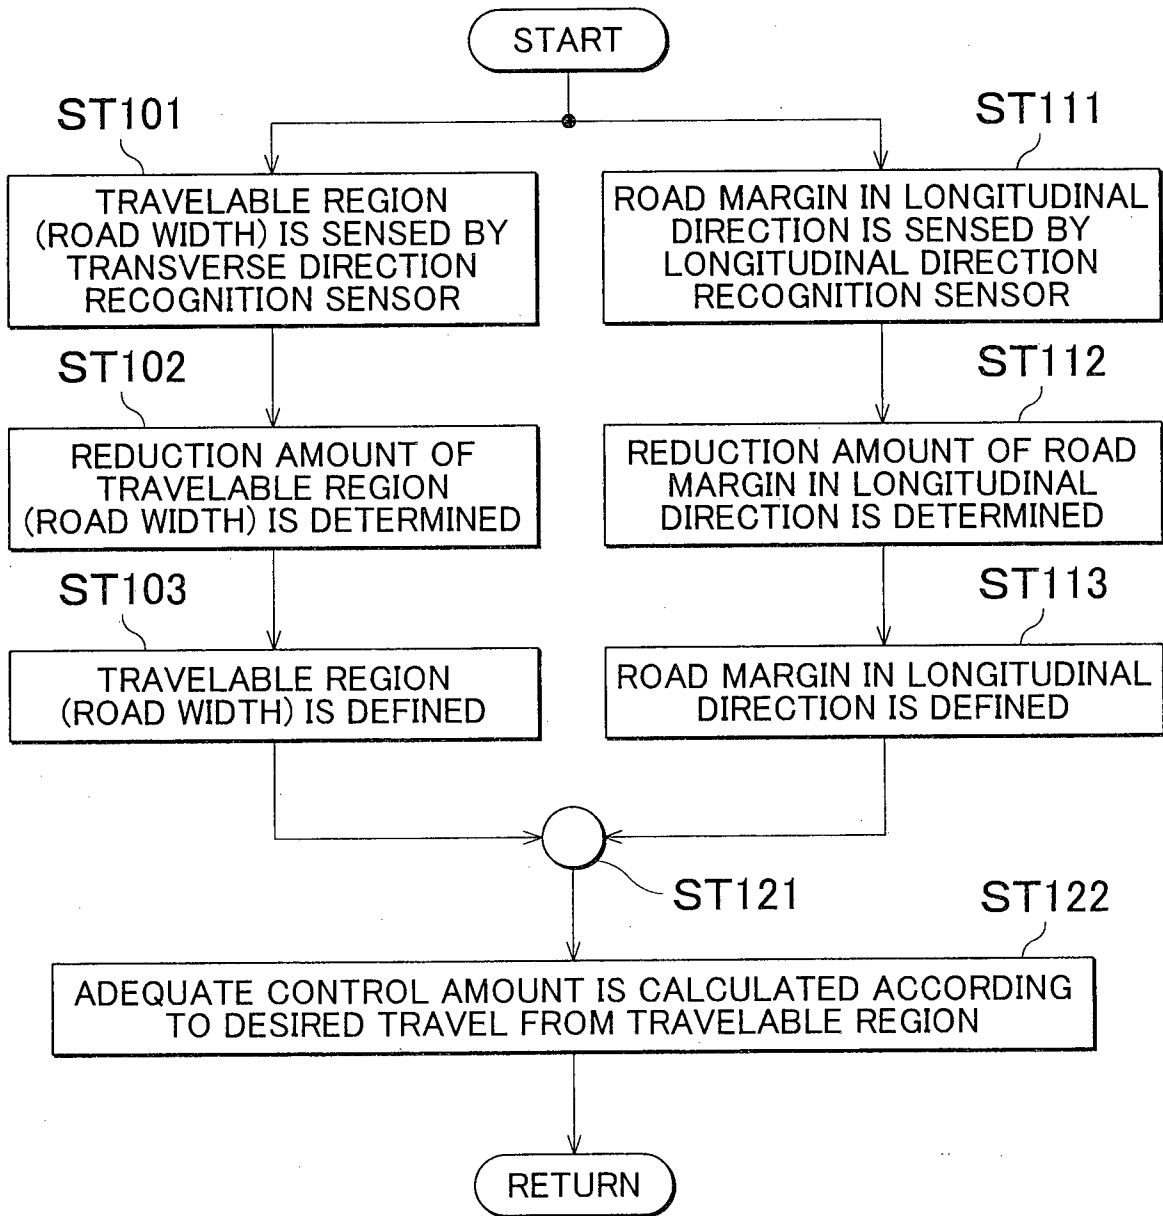 START
ST101
TRAVELABLE REGION
(ROAD WIDTH) IS SENSED BY
TRANSVERSE DIRECTION
RECOGNITION SENSOR
ST111
ROAD MARGIN IN LONGITUDINAL
DIRECTION IS SENSED BY
LONGITUDINAL DIRECTION
RECOGNITION SENSOR
ST102
REDUCTION AMOUNT OF
TRAVELABLE REGION
(ROAD WIDTH) IS DETERMINED
ST112
REDUCTION AMOUNT OF ROAD
MARGIN IN LONGITUDINAL
DIRECTION IS DETERMINED
ST103
TRAVELABLE REGION
(ROAD WIDTH) IS DEFINED
ST113
ROAD MARGIN IN LONGITUDINAL
DIRECTION IS DEFINED
ST121
ST122
ADEQUATE CONTROL AMOUNT IS CALCULATED ACCORDING
TO DESIRED TRAVEL FROM TRAVELABLE REGION
RETURN